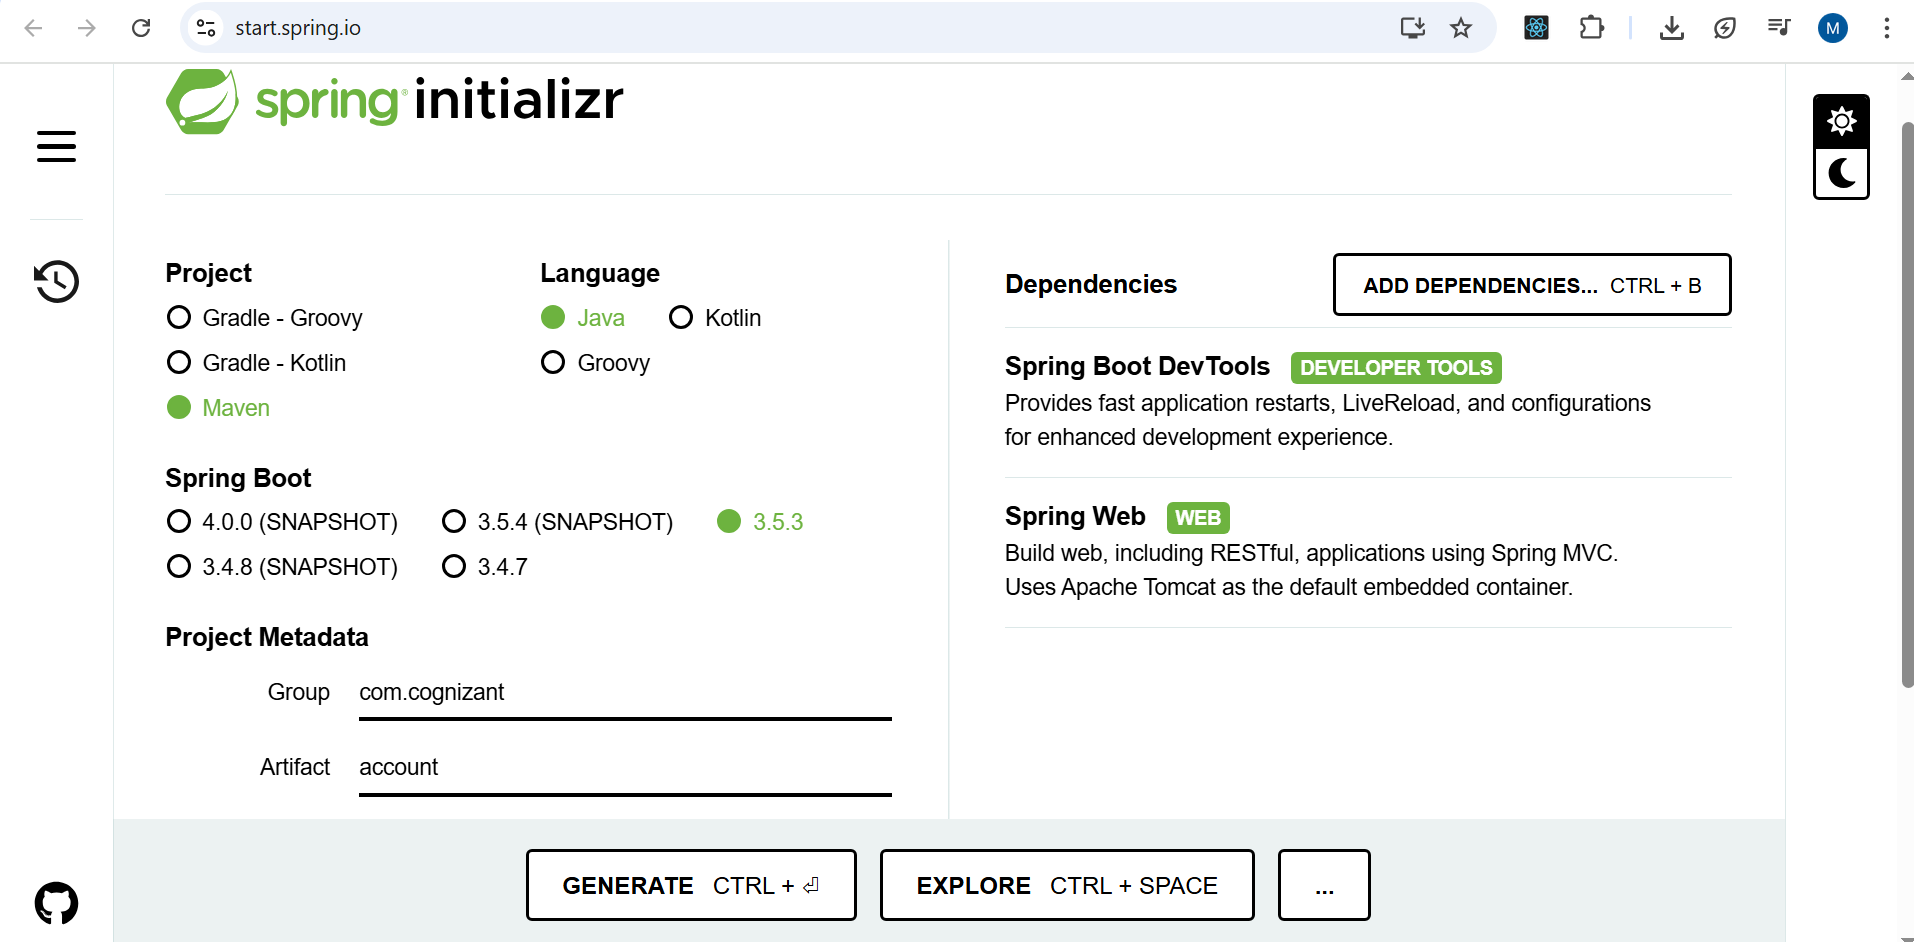 start.spring.io
M
spring® initializr
Project
Gradle - Groovy
Gradle - Kotlin
Maven
Language
Java
Kotlin
Groovy
Spring Boot
4.0.0 (SNAPSHOT)
3.5.4 (SNAPSHOT)
3.5.3
3.4.8 (SNAPSHOT)
3.4.7
Project Metadata
Group com.cognizant
Artifact account
Dependencies
ADD DEPENDENCIES... CTRL + B
Spring Boot DevTools DEVELOPER TOOLS
Provides fast application restarts, LiveReload, and configurations
for enhanced development experience.
Spring Web WEB
Build web, including RESTful, applications using Spring MVC.
Uses Apache Tomcat as the default embedded container.
GENERATE CTRL + ⏎
EXPLORE CTRL + SPACE
...